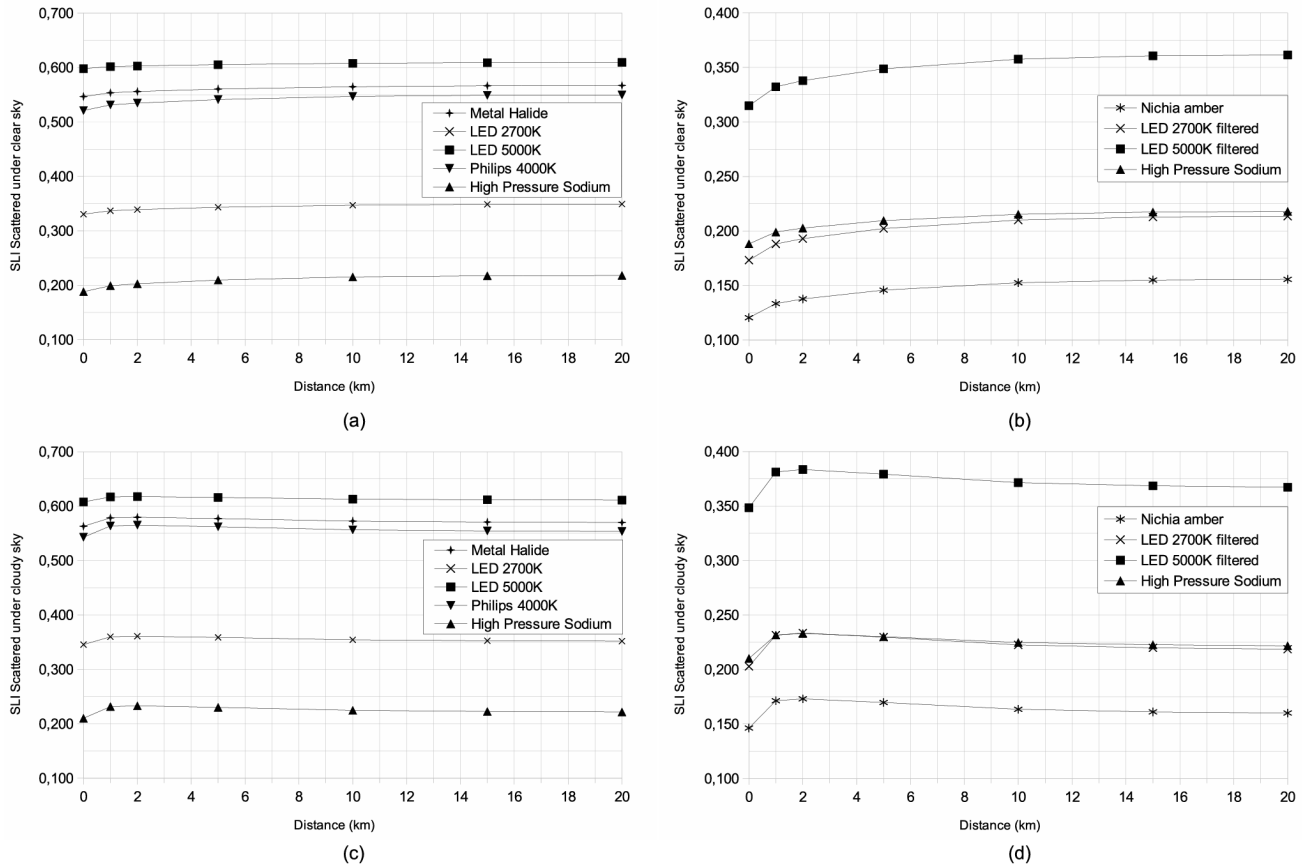 0,700
0,600
0,500
0,400
0,300
0,200
0,100
SLI Scattered under clear sky
Metal Halide
LED 2700K
LED 5000K
Philips 4000K
High Pressure Sodium
0 2 4 6 8 10 12 14 16 18 20
Distance (km)
(a)
0,400
0,350
0,300
0,250
0,200
0,150
0,100
SLI Scattered under clear sky
Nichia amber
LED 2700K filtered
LED 5000K filtered
High Pressure Sodium
0 2 4 6 8 10 12 14 16 18 20
Distance (km)
(b)
0,700
0,600
0,500
0,400
0,300
0,200
0,100
SLI Scattered under cloudy sky
Metal Halide
LED 2700K
LED 5000K
Philips 4000K
High Pressure Sodium
0 2 4 6 8 10 12 14 16 18 20
Distance (km)
(c)
0,400
0,350
0,300
0,250
0,200
0,150
0,100
SLI Scattered under cloudy sky
Nichia amber
LED 2700K filtered
LED 5000K filtered
High Pressure Sodium
0 2 4 6 8 10 12 14 16 18 20
Distance (km)
(d)